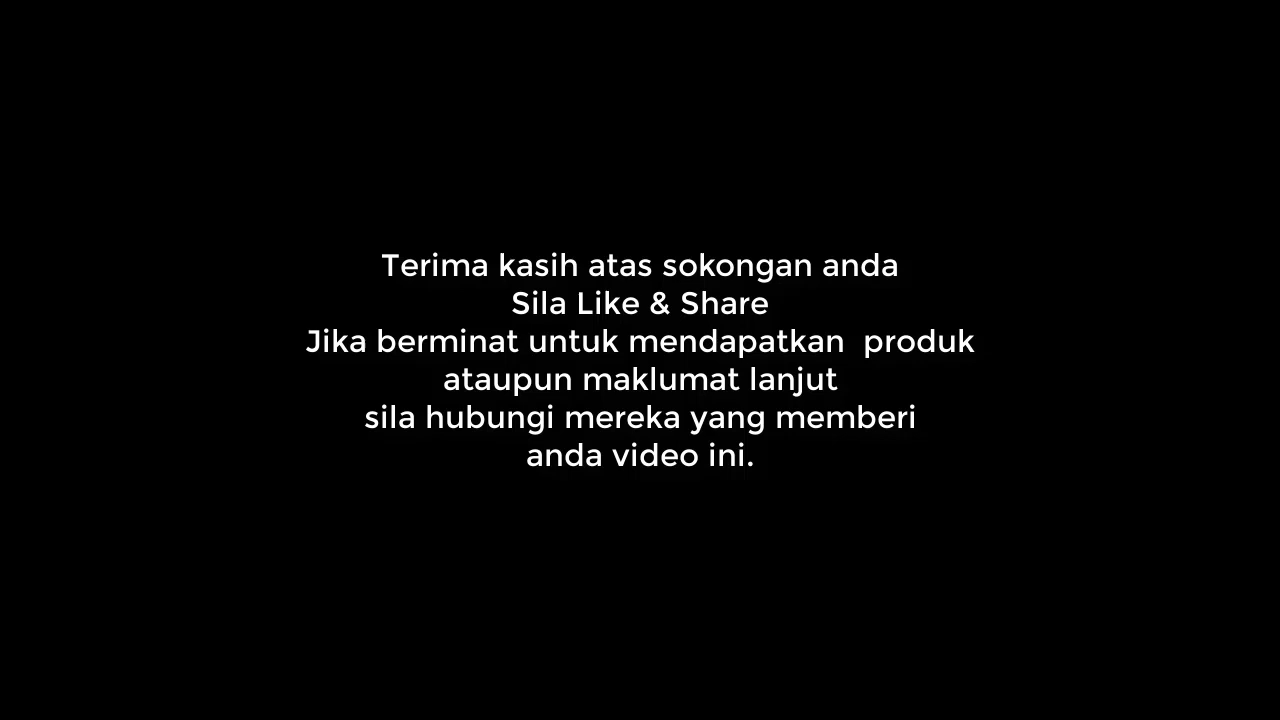 Terima kasih atas sokongan anda
Sila Like & Share
Jika berminat untuk mendapatkan  produk
ataupun maklumat lanjut
sila hubungi mereka yang memberi
anda video ini.